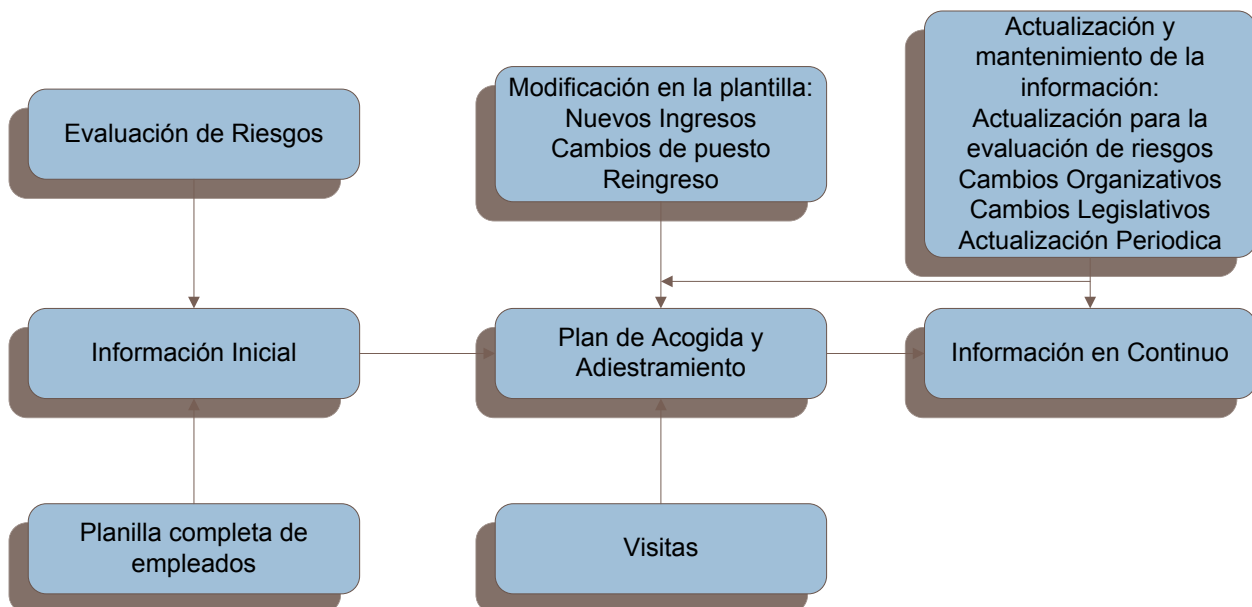 Evaluación de Riesgos
Modificación en la plantilla:
Nuevos Ingresos
Cambios de puesto
Reingreso
Actualización y
mantenimiento de la
información:
Actualización para la
evaluación de riesgos
Cambios Organizativos
Cambios Legislativos
Actualización Periodica
Información Inicial
Plan de Acogida y
Adiestramiento
Información en Continuo
Planilla completa de
empleados
Visitas